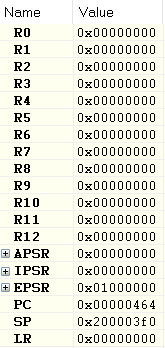 Name Value
R0 0x00000000
R1 0x00000000
R2 0x00000000
R3 0x00000000
R4 0x00000000
R5 0x00000000
R6 0x00000000
R7 0x00000000
R8 0x00000000
R9 0x00000000
R10 0x00000000
R11 0x00000000
R12 0x00000000
APSR 0x00000000
IPSR 0x00000000
EPSR 0x01000000
PC 0x00000464
SP 0x200003f0
LR 0x00000000